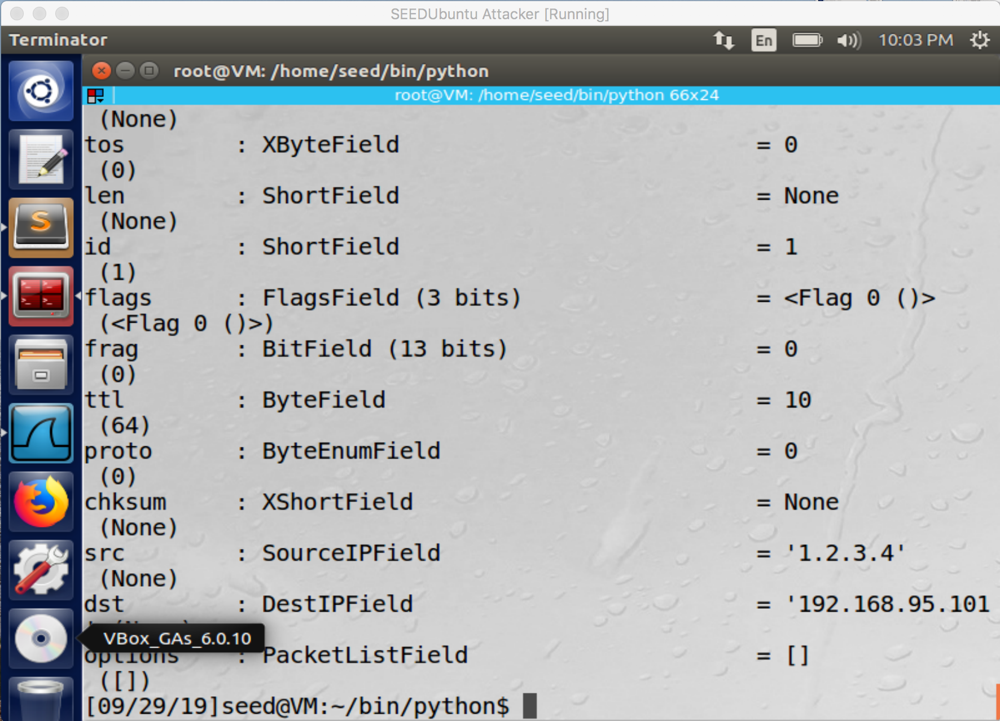 SEEDUbuntu Attacker [Running]
Terminator
En
10:03 PM
root@VM: /home/seed/bin/python
root@VM: /home/seed/bin/python 66x24
(None)
tos : XByteField = 0
(0)
len : ShortField = None
(None)
id : ShortField = 1
(1)
flags : FlagsField (3 bits) = <Flag 0 ()>
(<Flag 0 ()>)
frag : BitField (13 bits) = 0
(0)
ttl : ByteField = 10
(64)
proto : ByteEnumField = 0
(0)
chksum : XShortField = None
(None)
src : SourceIPField = '1.2.3.4'
(None)
dst : DestIPField = '192.168.95.101
VBox_GAs_6.0.10
options : PacketListField = []
([])
[09/29/19]seed@VM:~/bin/python$